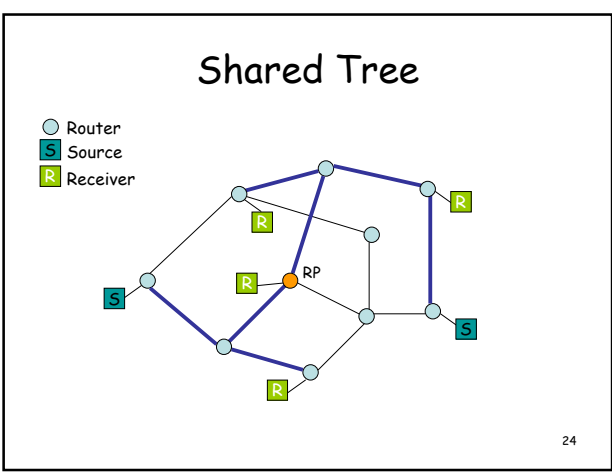 Shared Tree
Router
S Source
R Receiver
R
R
R RP
S
S
R
24